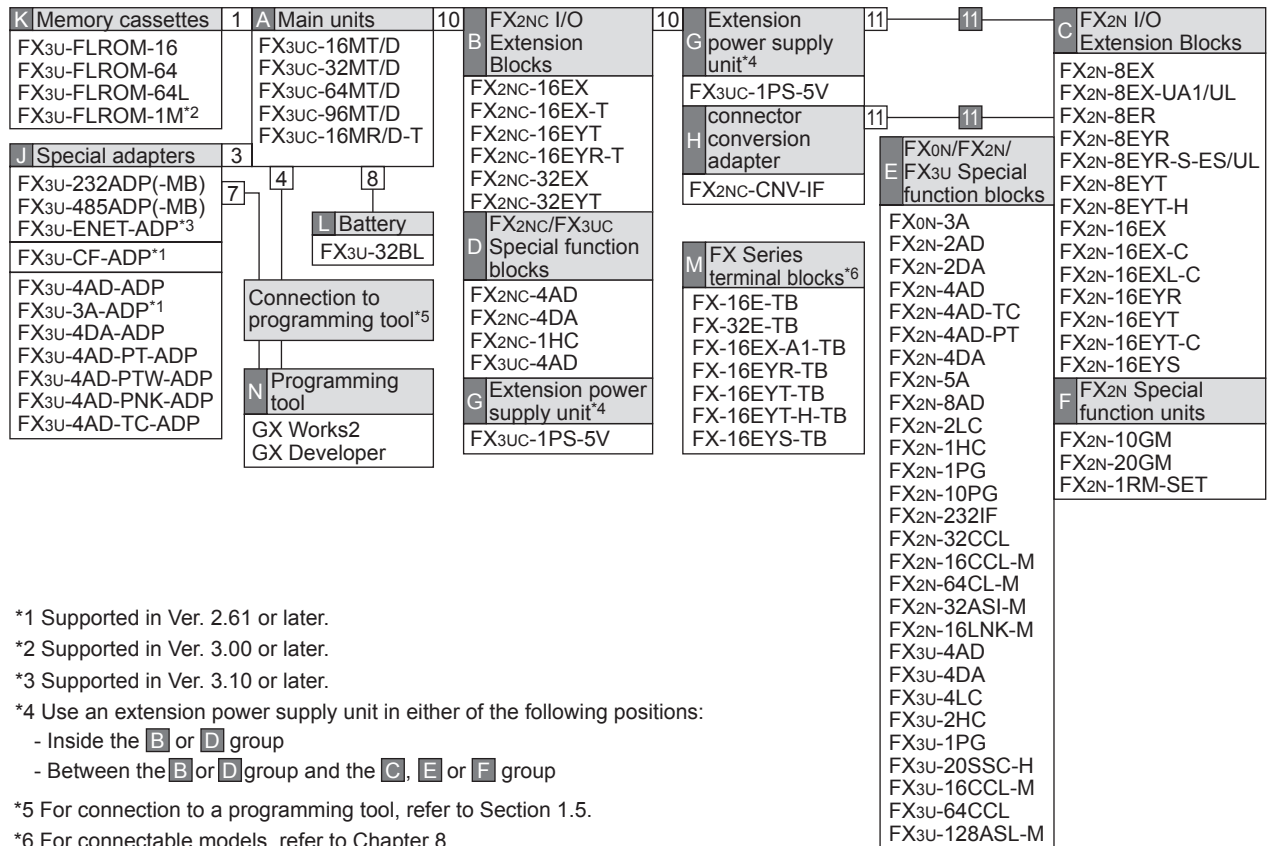 K Memory cassettes
FX3U-FLROM-16
FX3U-FLROM-64
FX3U-FLROM-64L
FX3U-FLROM-1M*2
1
A Main units
FX3UC-16MT/D
FX3UC-32MT/D
FX3UC-64MT/D
FX3UC-96MT/D
FX3UC-16MR/D-T
10
B FX2NC I/O
Extension
Blocks
FX2NC-16EX
FX2NC-16EX-T
FX2NC-16EYT
FX2NC-16EYR-T
FX2NC-32EX
FX2NC-32EYT
D FX2NC/FX3UC
Special function
blocks
FX2NC-4AD
FX2NC-4DA
FX2NC-1HC
FX3UC-4AD
G Extension power
supply unit*4
FX3UC-1PS-5V
10
G Extension
power supply
unit*4
FX3UC-1PS-5V
H connector
conversion
adapter
FX2NC-CNV-IF
11
11
11
11
C FX2N I/O
Extension Blocks
FX2N-8EX
FX2N-8EX-UA1/UL
FX2N-8ER
FX2N-8EYR
FX2N-8EYR-S-ES/UL
FX2N-8EYT
FX2N-8EYT-H
FX2N-16EX
FX2N-16EX-C
FX2N-16EXL-C
FX2N-16EYR
FX2N-16EYT
FX2N-16EYT-C
FX2N-16EYS
F FX2N Special
function units
FX2N-10GM
FX2N-20GM
FX2N-1RM-SET
J Special adapters
3
7
FX3U-232ADP(-MB)
FX3U-485ADP(-MB)
FX3U-ENET-ADP*3
FX3U-CF-ADP*1
FX3U-4AD-ADP
FX3U-3A-ADP*1
FX3U-4DA-ADP
FX3U-4AD-PT-ADP
FX3U-4AD-PTW-ADP
FX3U-4AD-PNK-ADP
FX3U-4AD-TC-ADP
4
8
L Battery
FX3U-32BL
Connection to
programming tool*5
N Programming
tool
GX Works2
GX Developer
M FX Series
terminal blocks*6
FX-16E-TB
FX-32E-TB
FX-16EX-A1-TB
FX-16EYR-TB
FX-16EYT-TB
FX-16EYT-H-TB
FX-16EYS-TB
E FX0N/FX2N/
FX3U Special
function blocks
FX0N-3A
FX2N-2AD
FX2N-2DA
FX2N-4AD
FX2N-4AD-TC
FX2N-4AD-PT
FX2N-4DA
FX2N-5A
FX2N-8AD
FX2N-2LC
FX2N-1HC
FX2N-1PG
FX2N-10PG
FX2N-232IF
FX2N-32CCL
FX2N-16CCL-M
FX2N-64CL-M
FX2N-32ASI-M
FX2N-16LNK-M
FX3U-4AD
FX3U-4DA
FX3U-4LC
FX3U-2HC
FX3U-1PG
FX3U-20SSC-H
FX3U-16CCL-M
FX3U-64CCL
FX3U-128ASL-M
*1 Supported in Ver. 2.61 or later.
*2 Supported in Ver. 3.00 or later.
*3 Supported in Ver. 3.10 or later.
*4 Use an extension power supply unit in either of the following positions:
- Inside the B or D group
- Between the B or D group and the C, E or F group
*5 For connection to a programming tool, refer to Section 1.5.
*6 For connectable models, refer to Chapter 8